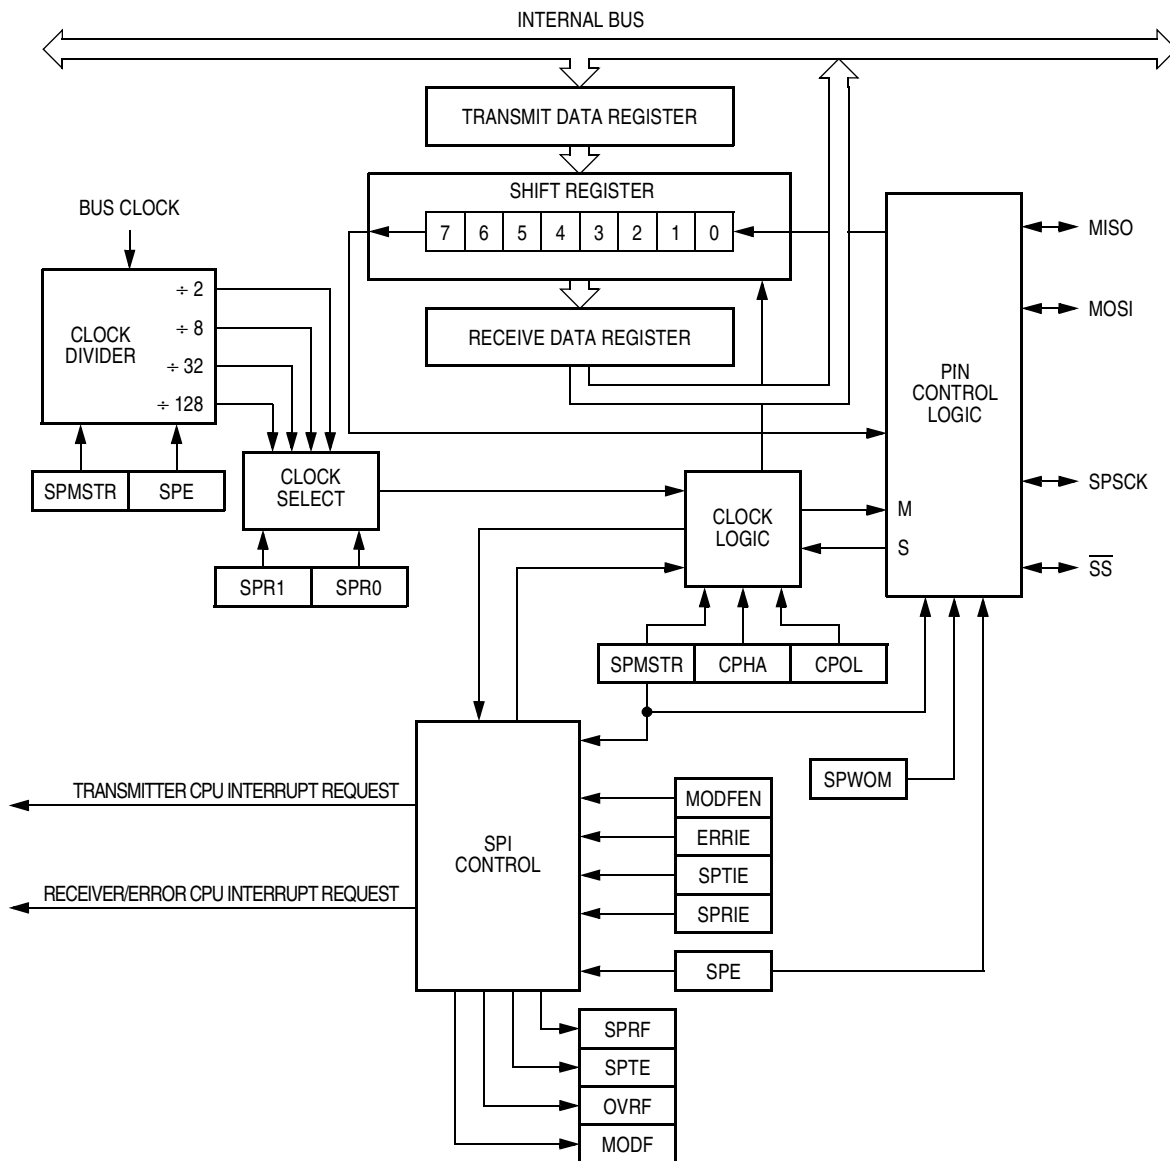 INTERNAL BUS
TRANSMIT DATA REGISTER
SHIFT REGISTER
7 6 5 4 3 2 1 0
RECEIVE DATA REGISTER
BUS CLOCK
CLOCK
DIVIDER
÷ 2
÷ 8
÷ 32
÷ 128
SPMSTR SPE
CLOCK
SELECT
SPR1 SPR0
CLOCK
LOGIC
SPMSTR CPHA CPOL
PIN
CONTROL
LOGIC
M
S
MISO
MOSI
SPSCK
SS
SPWOM
TRANSMITTER CPU INTERRUPT REQUEST
RECEIVER/ERROR CPU INTERRUPT REQUEST
SPI
CONTROL
MODFEN
ERRIE
SPTIE
SPRIE
SPE
SPRF
SPTE
OVRF
MODF